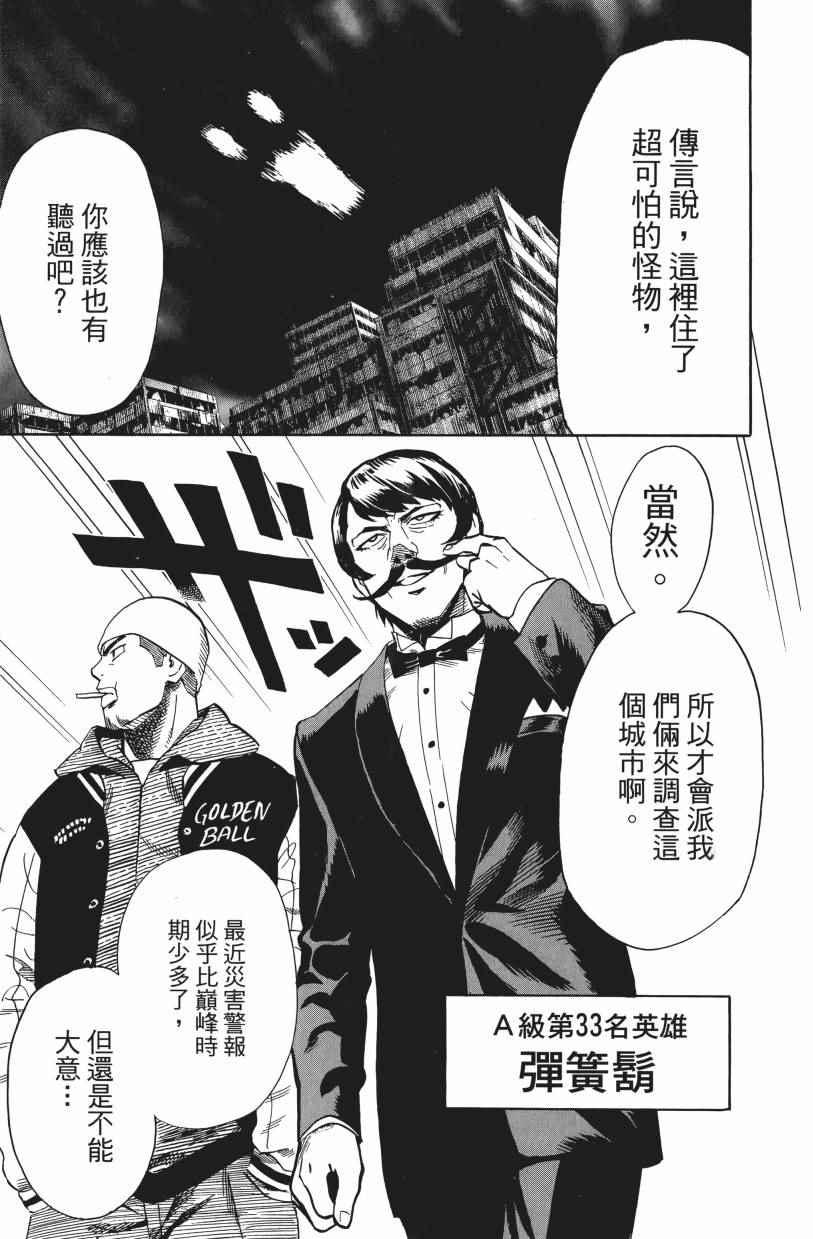 傳言說，這裡住了
超可怕的怪物，
你應該也有
聽過吧？
當然。
所以才會派我
們倆來調查這
個城市啊。
ザッ
GOLDEN
BALL
最近災害警報
似乎比巔峰時
期少多了，
但還是不能
大意…
A級第33名英雄
彈簧鬍